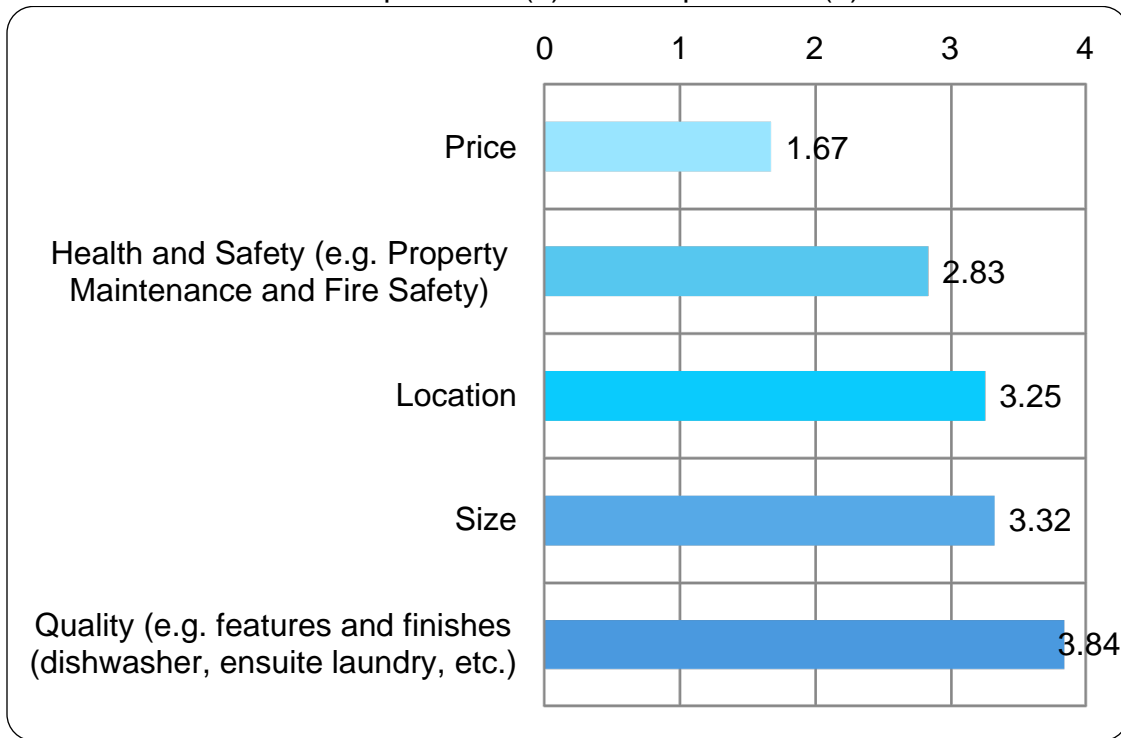 0 1 2 3 4
Price
1.67
Health and Safety (e.g. Property
Maintenance and Fire Safety)
2.83
Location
3.25
Size
3.32
Quality (e.g. features and finishes
(dishwasher, ensuite laundry, etc.)
3.84